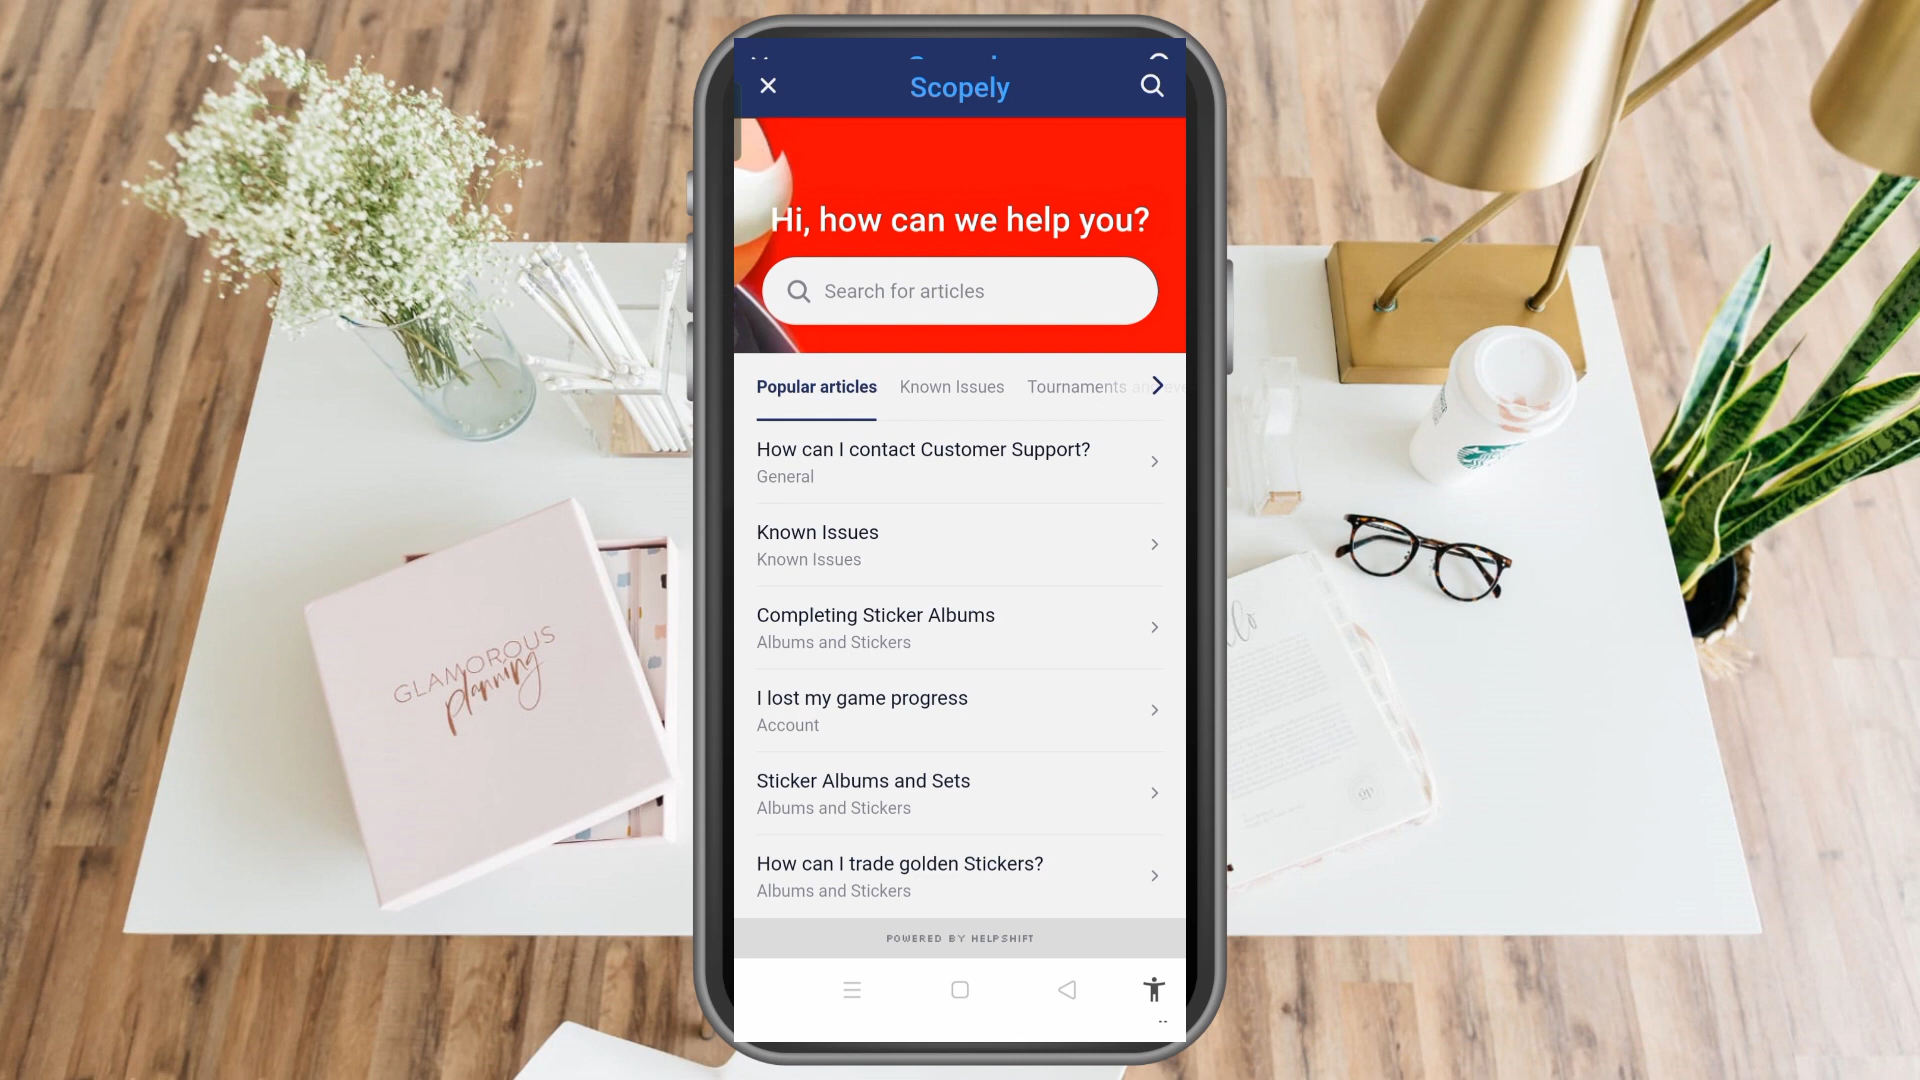 Scopely
Hi, how can we help you?
Search for articles
Popular articles
Known Issues
Tournaments and
How can I contact Customer Support?
General
Known Issues
Known Issues
Completing Sticker Albums
Albums and Stickers
I lost my game progress
Account
Sticker Albums and Sets
Albums and Stickers
How can I trade golden Stickers?
Albums and Stickers
POWERED BY HELPSHIFT
GLAMOROUS
planning
gp